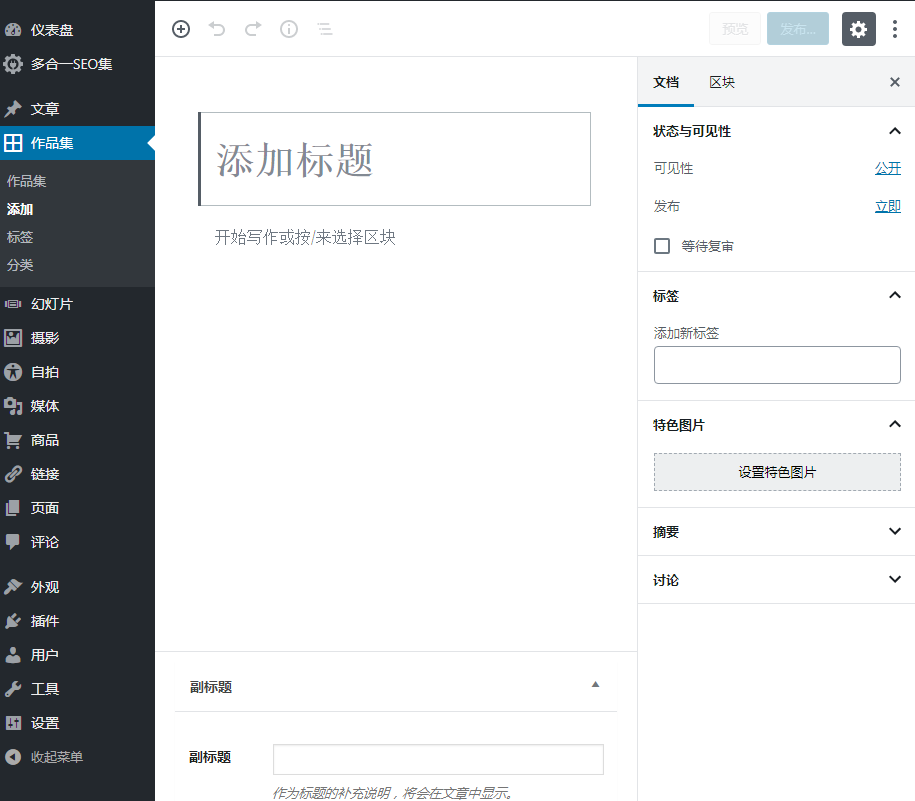 仪表盘
多合一SEO集
文章
作品集
作品集
添加
标签
分类
幻灯片
摄影
自拍
媒体
商品
链接
页面
评论
外观
插件
用户
工具
设置
收起菜单
预览
发布...
添加标题
开始写作或按/来选择区块
副标题
副标题
作为标题的补充说明，将会在文章中显示。
文档
区块
状态与可见性
可见性
公开
发布
立即
等待复审
标签
添加新标签
特色图片
设置特色图片
摘要
讨论